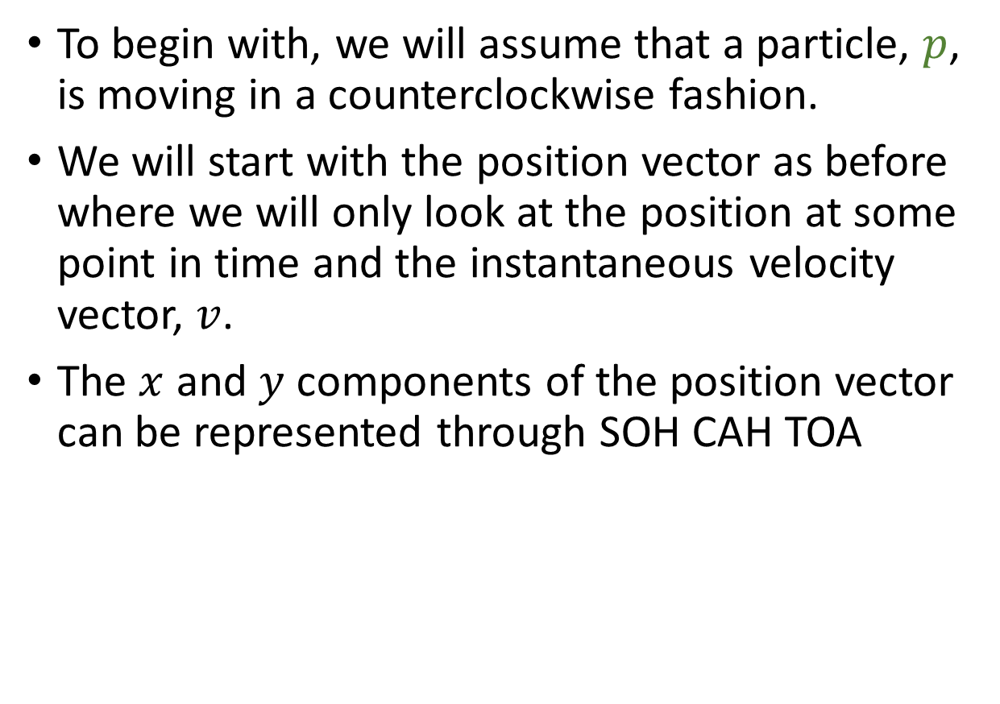 • To begin with, we will assume that a particle, p,
is moving in a counterclockwise fashion.
• We will start with the position vector as before
where we will only look at the position at some
point in time and the instantaneous velocity
vector, v.
• The x and y components of the position vector
can be represented through SOH CAH TOA